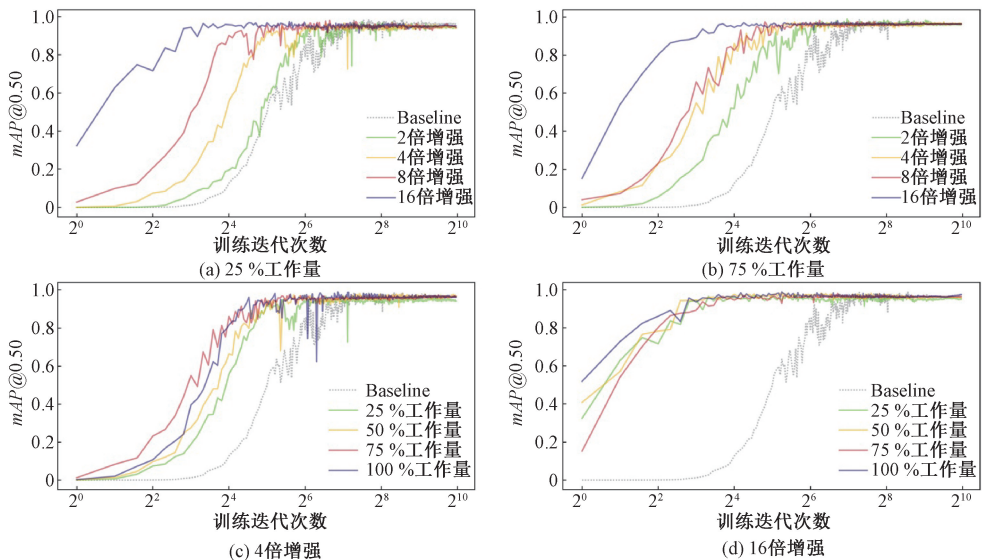 1.0
0.8
0.6
0.4
0.2
0
mAP@0.50
Baseline
2倍增强
4倍增强
8倍增强
16倍增强
2^0 2^2 2^4 2^6 2^8 2^10
训练迭代次数
(a) 25 %工作量
1.0
0.8
0.6
0.4
0.2
0
mAP@0.50
Baseline
2倍增强
4倍增强
8倍增强
16倍增强
2^0 2^2 2^4 2^6 2^8 2^10
训练迭代次数
(b) 75 %工作量
1.0
0.8
0.6
0.4
0.2
0
mAP@0.50
Baseline
25 %工作量
50 %工作量
75 %工作量
100 %工作量
2^0 2^2 2^4 2^6 2^8 2^10
训练迭代次数
(c) 4倍增强
1.0
0.8
0.6
0.4
0.2
0
mAP@0.50
Baseline
25 %工作量
50 %工作量
75 %工作量
100 %工作量
2^0 2^2 2^4 2^6 2^8 2^10
训练迭代次数
(d) 16倍增强